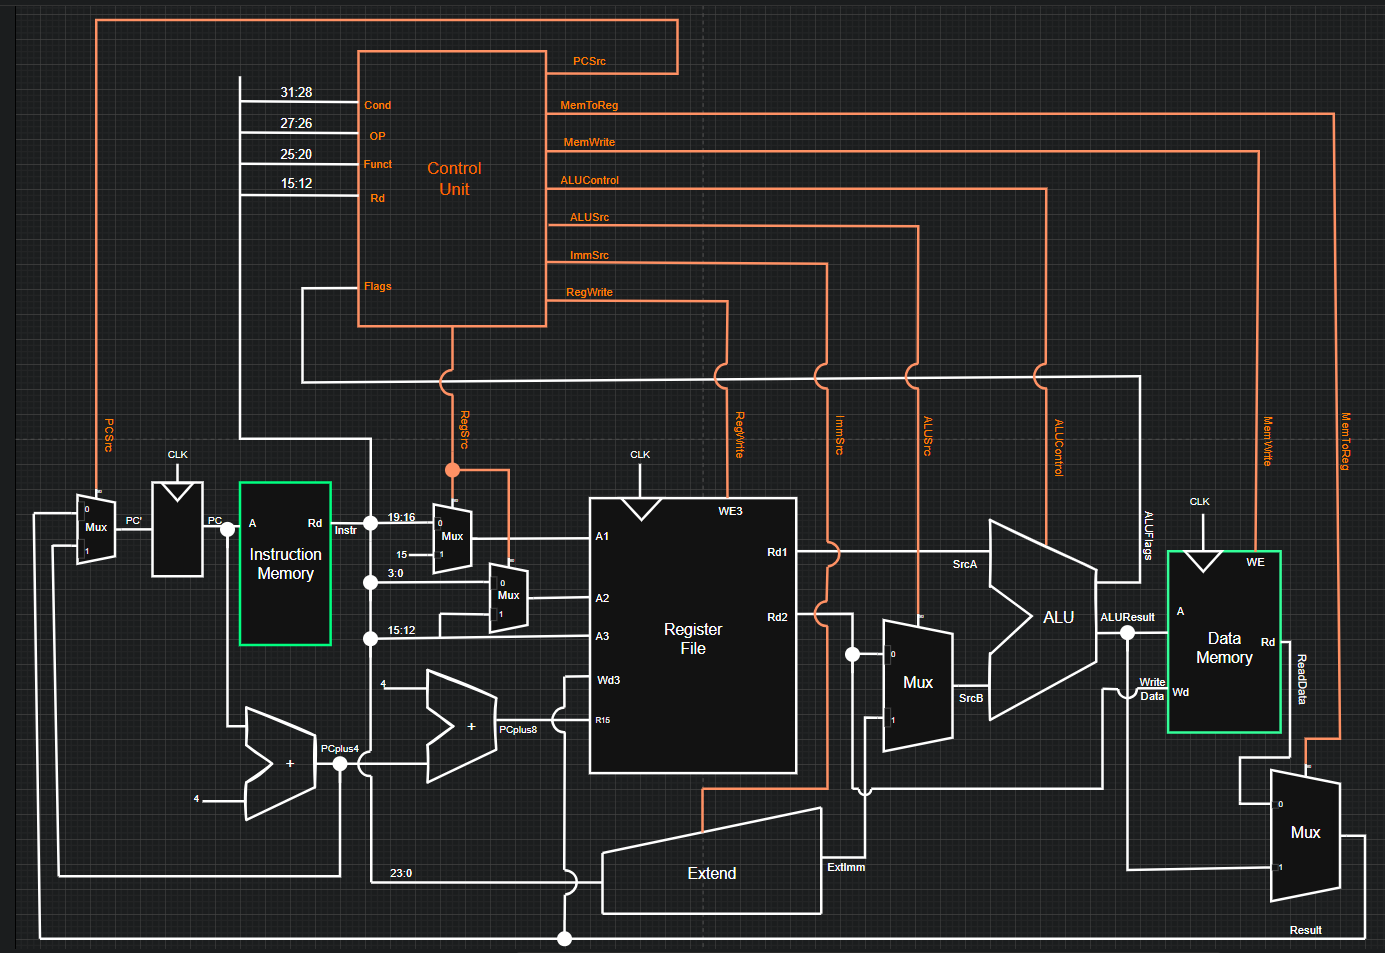 PCSrc
31:28
Cond
MemToReg
27:26
OP
MemWrite
25:20
Funct
Control
Unit
ALUControl
15:12
Rd
ALUSrc
ImmSrc
Flags
RegWrite
PCSrc
RegSrc
RegWrite
ImmSrc
ALUSrc
ALUControl
MemWrite
MemToReg
CLK
CLK
CLK
0
Mux
1
PC'
PC
A
Rd
Instr
Instruction
Memory
19:16
0
Mux
15
1
3:0
0
Mux
1
15:12
WE3
A1
A2
A3
Wd3
R15
Rd1
Rd2
Register
File
SrcA
ALU
ALUFlags
ALUResult
WE
A
Data
Memory
Rd
ReadData
Write
Data
Wd
0
Mux
1
SrcB
4
+
PCplus8
PCplus4
+
4
0
Mux
1
23:0
Extend
ExtImm
Result